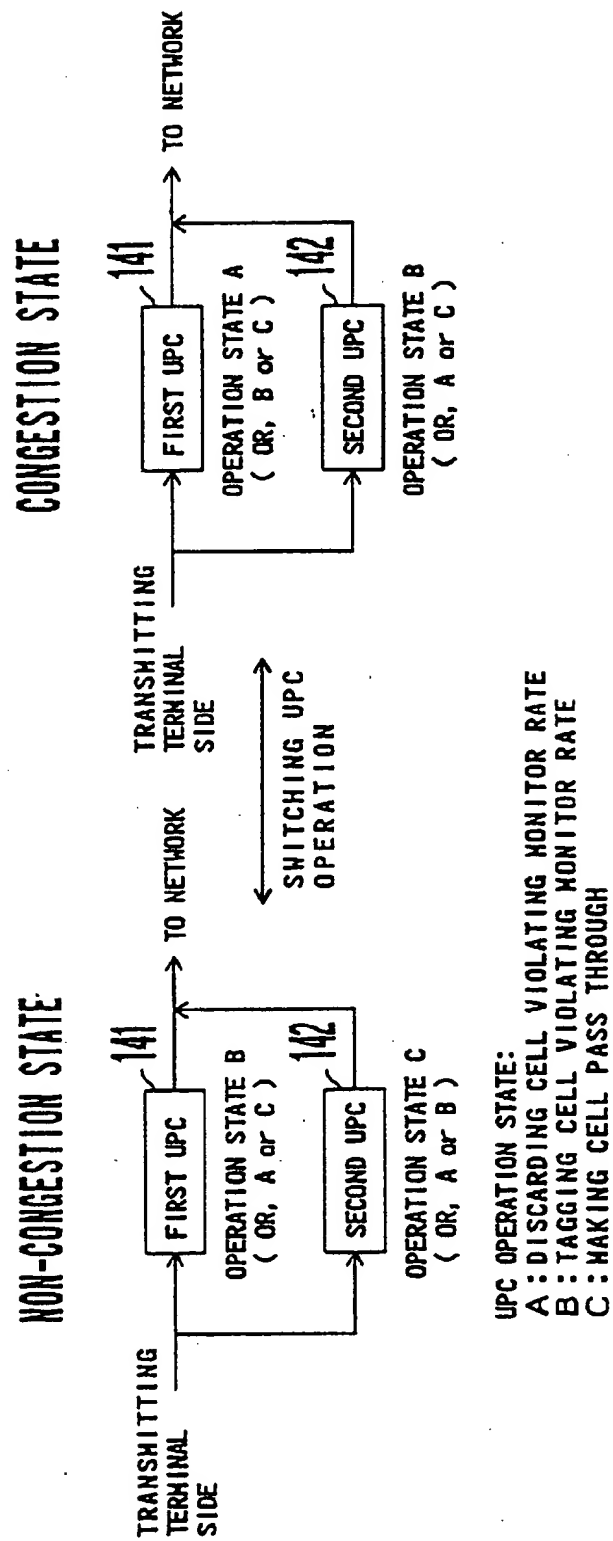 NON-CONGESTION STATE
TRANSMITTING
TERMINAL
SIDE
141
FIRST UPC
TO NETWORK
OPERATION STATE B
( OR, A or C )
142
SECOND UPC
OPERATION STATE C
( OR, A or B )
SWITCHING UPC
OPERATION
CONGESTION STATE
TRANSMITTING
TERMINAL
SIDE
141
FIRST UPC
TO NETWORK
OPERATION STATE A
( OR, B or C )
142
SECOND UPC
OPERATION STATE B
( OR, A or C )
UPC OPERATION STATE:
A : DISCARDING CELL VIOLATING MONITOR RATE
B : TAGGING CELL VIOLATING MONITOR RATE
C : MAKING CELL PASS THROUGH